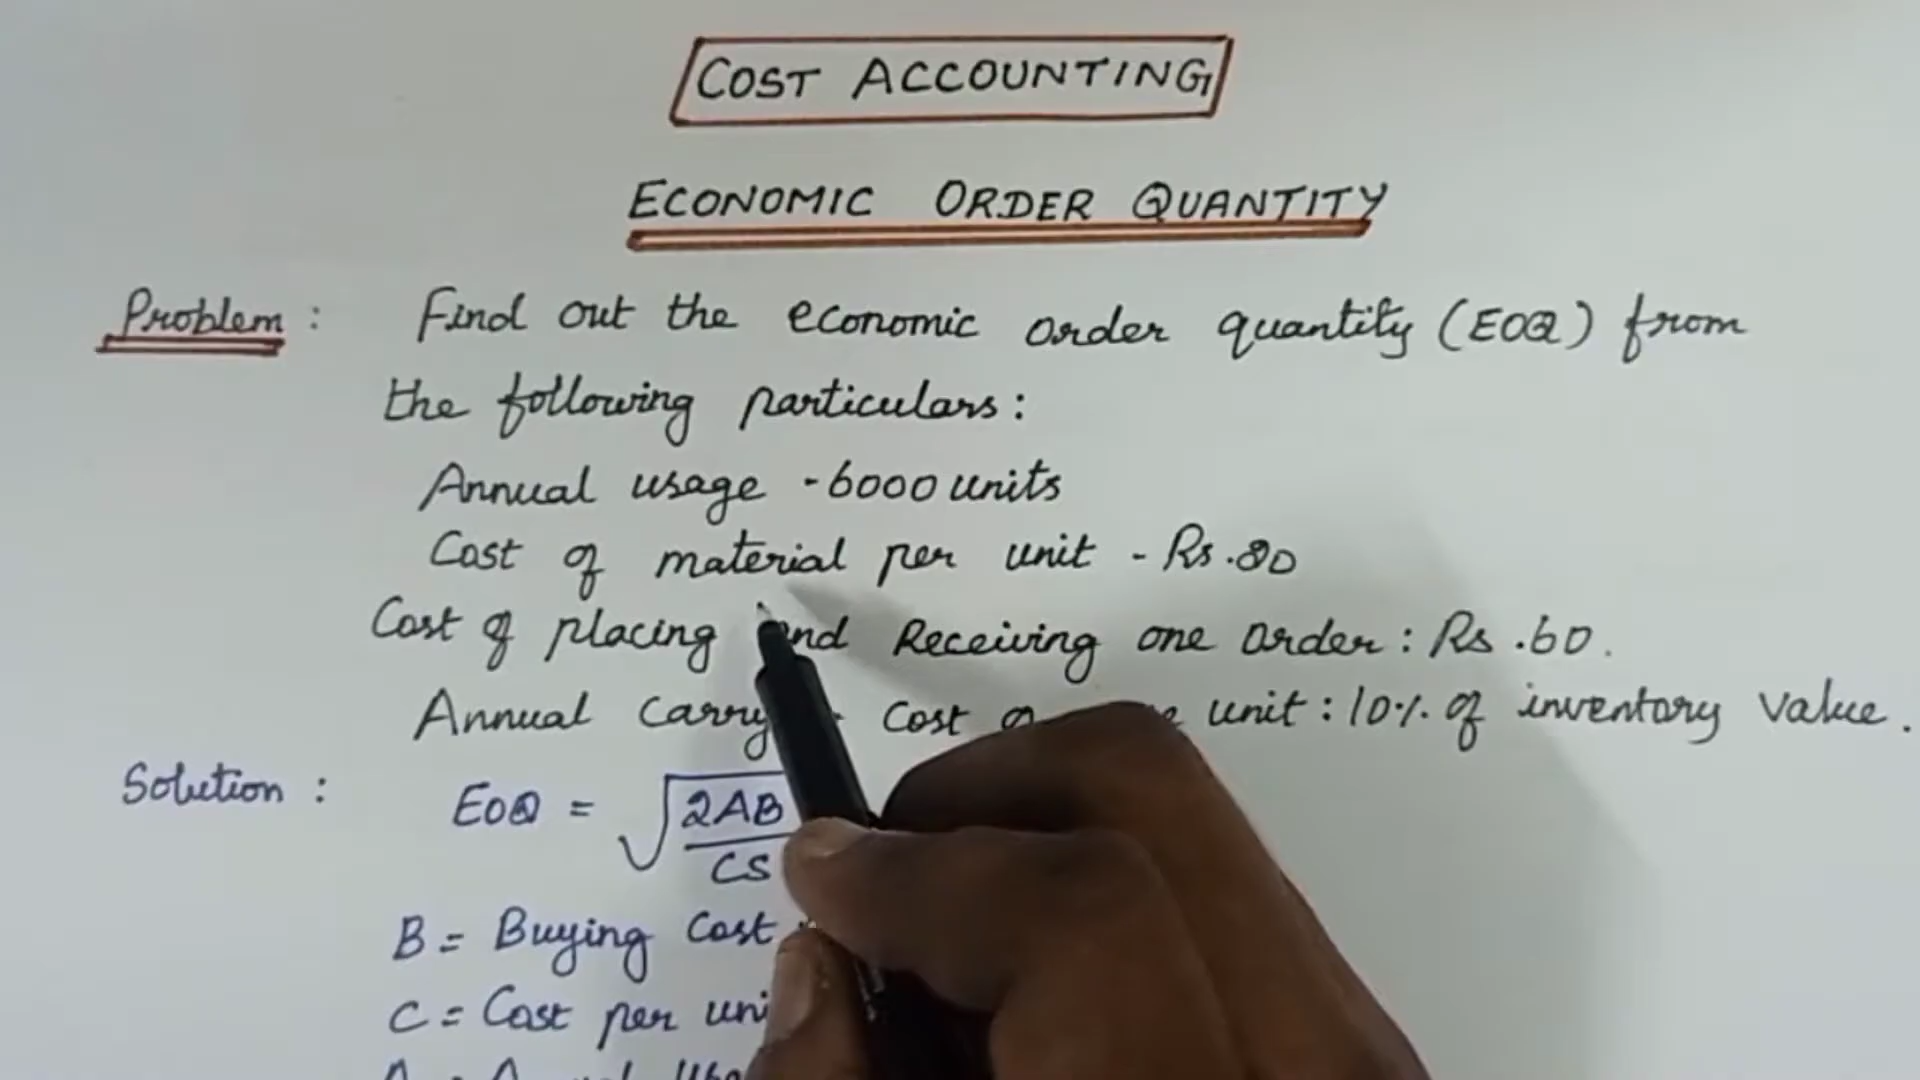 COST ACCOUNTING
ECONOMIC ORDER QUANTITY
Problem : Find out the economic order quantity (EOQ) from
the following particulars :
Annual usage - 6000 units
Cost of material per unit - Rs.80
Cost of placing and Receiving one order : Rs.60.
Annual cost unit : 10% of inventory value.
Solution : EOQ = √2AB/CS
B = Buying Cost
C = Cost per
A =